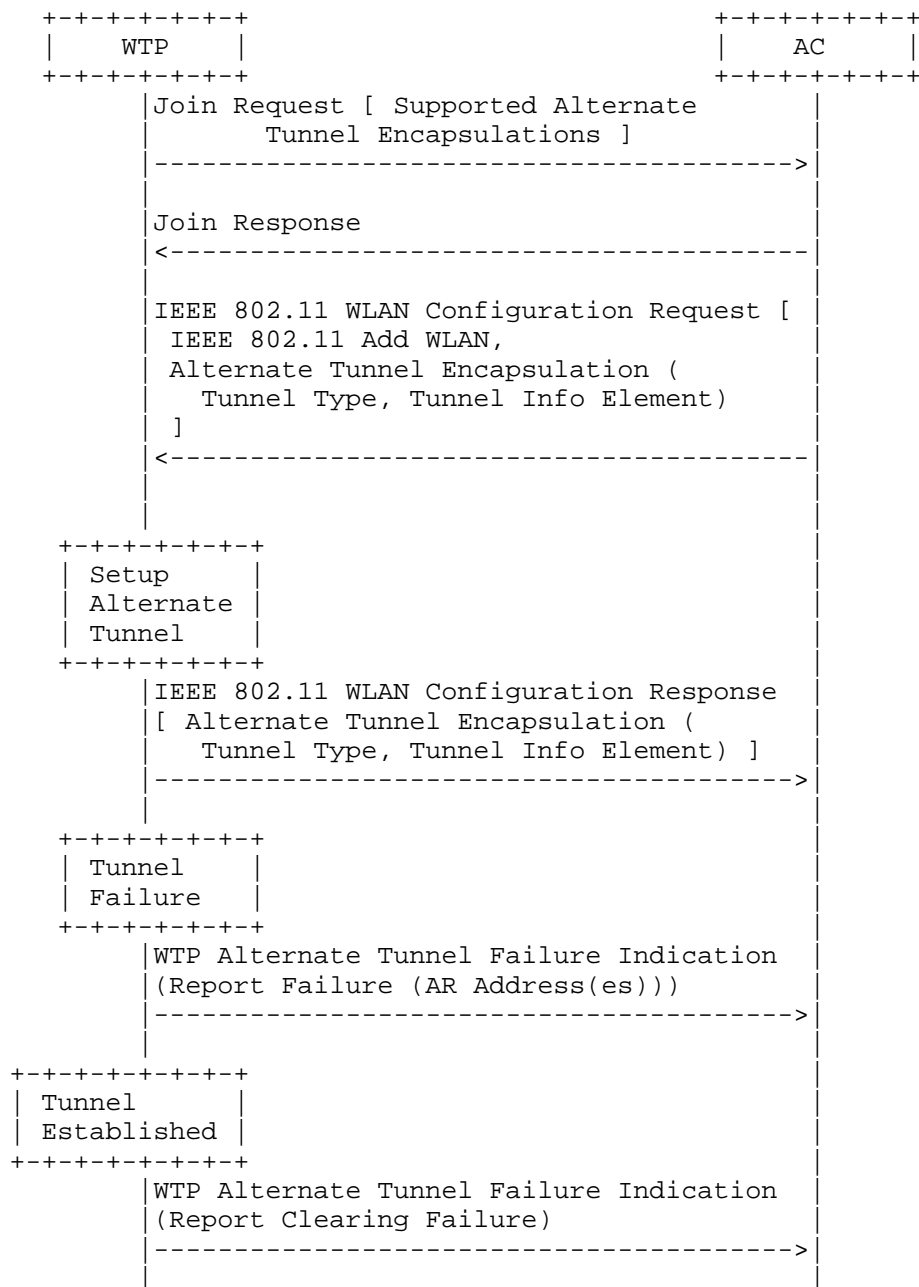 WTP AC
Join Request [ Supported Alternate
Tunnel Encapsulations ]
Join Response
IEEE 802.11 WLAN Configuration Request [
IEEE 802.11 Add WLAN,
Alternate Tunnel Encapsulation (
Tunnel Type, Tunnel Info Element)
]
Setup
Alternate
Tunnel
IEEE 802.11 WLAN Configuration Response
[ Alternate Tunnel Encapsulation (
Tunnel Type, Tunnel Info Element) ]
Tunnel
Failure
WTP Alternate Tunnel Failure Indication
(Report Failure (AR Address(es)))
Tunnel
Established
WTP Alternate Tunnel Failure Indication
(Report Clearing Failure)